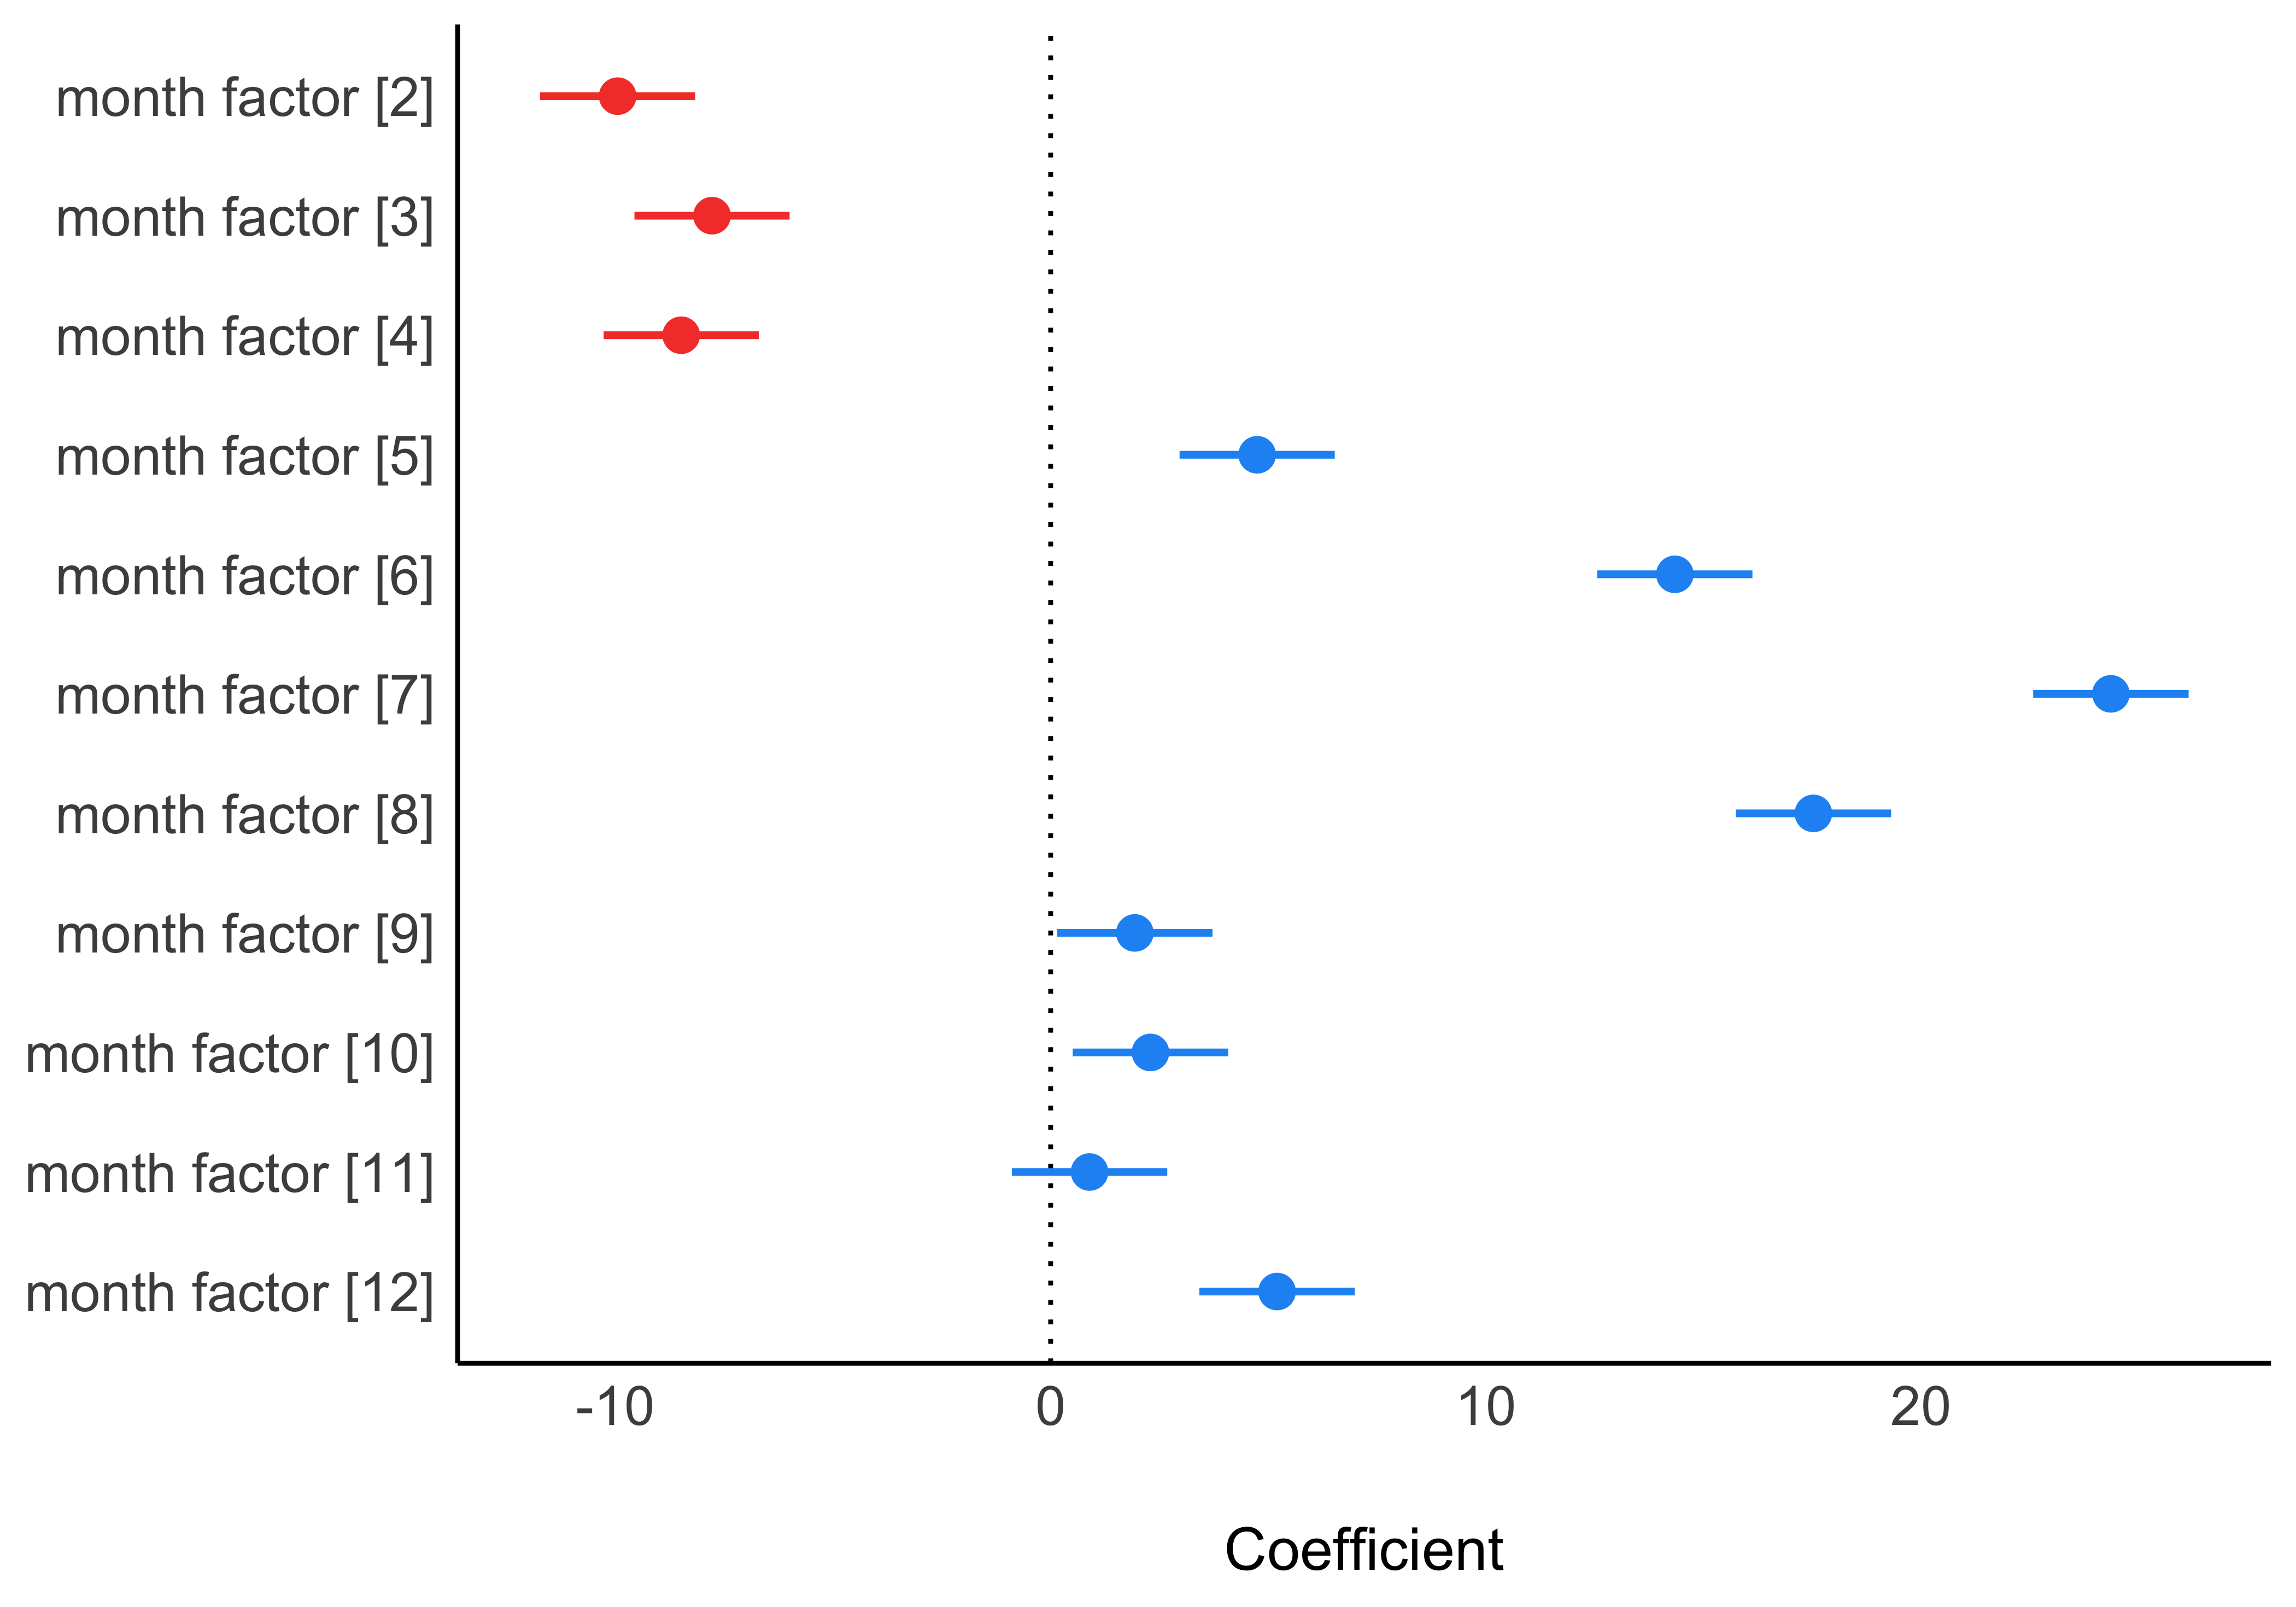 month factor [2]
month factor [3]
month factor [4]
month factor [5]
month factor [6]
month factor [7]
month factor [8]
month factor [9]
month factor [10]
month factor [11]
month factor [12]
-10 0 10 20
Coefficient